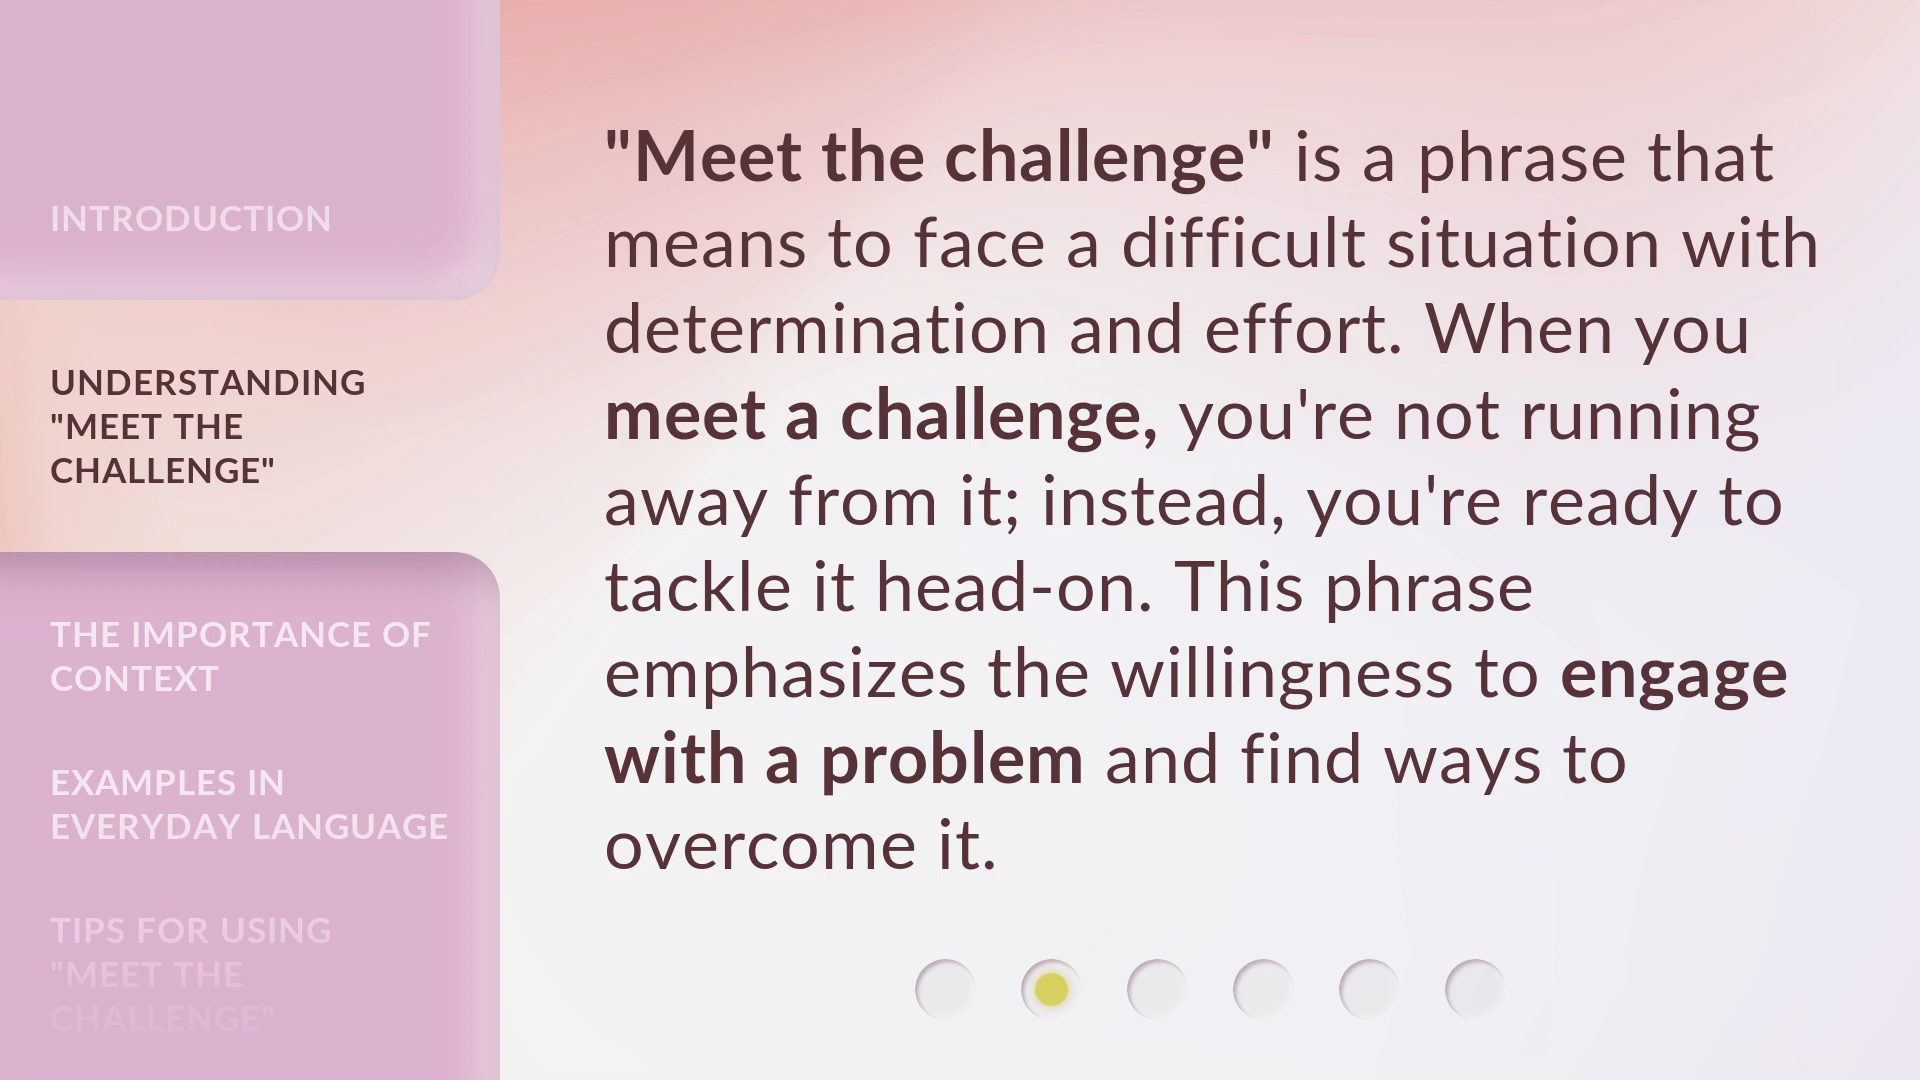 INTRODUCTION
UNDERSTANDING
"MEET THE
CHALLENGE"
THE IMPORTANCE OF
CONTEXT
EXAMPLES IN
EVERYDAY LANGUAGE
TIPS FOR USING
"MEET THE
CHALLENGE"
"Meet the challenge" is a phrase that
means to face a difficult situation with
determination and effort. When you
meet a challenge, you're not running
away from it; instead, you're ready to
tackle it head-on. This phrase
emphasizes the willingness to engage
with a problem and find ways to
overcome it.